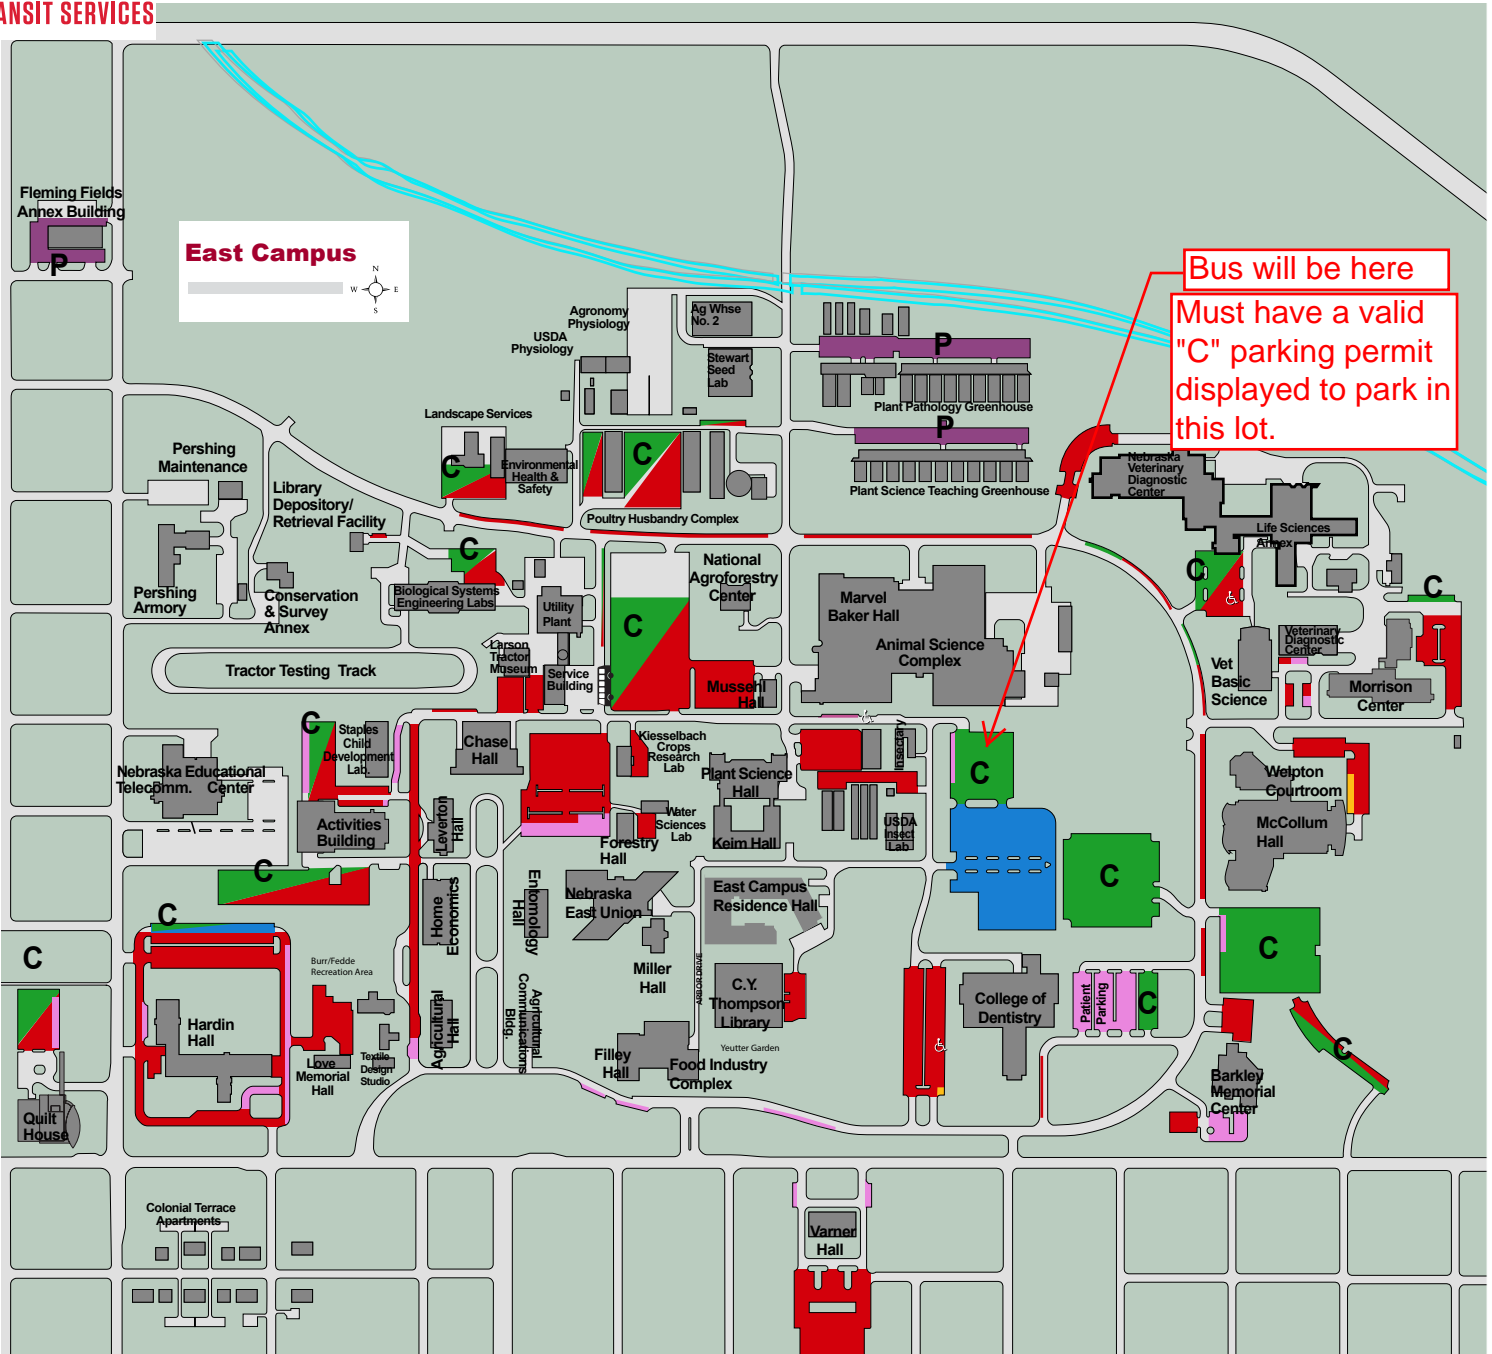 ANSIT SERVICES
Fleming Fields
Annex Building
P
East Campus
N
W E
S
Bus will be here
Must have a valid
"C" parking permit
displayed to park in
this lot.
Agronomy
Physiology
USDA
Physiology
Ag Whse
No. 2
Stewart
Seed
Lab
P
Plant Pathology Greenhouse
P
Plant Science Teaching Greenhouse
Landscape Services
C
Environmental
Health &
Safety
C
Poultry Husbandry Complex
Pershing
Maintenance
Library
Depository/
Retrieval Facility
Nebraska
Veterinary
Diagnostic
Center
Life Sciences
Annex
C
C
Pershing
Armory
Conservation
& Survey
Annex
C
Biological Systems
Engineering Labs
Utility
Plant
C
National
Agroforestry
Center
Marvel
Baker Hall
Animal Science
Complex
Larson
Tractor
Museum
Service
Building
Tractor Testing Track
Mussehl
Hall
Vet
Basic
Science
Veterinary
Diagnostic
Center
Morrison
Center
C
Staples
Child
Development
Lab.
Chase
Hall
Kiesselbach
Crops
Research
Lab
Plant Science
Hall
Insectary
C
Nebraska Educational
Telecomm. Center
Activities
Building
Leverton
Hall
Water
Sciences
Lab
Forestry
Hall
Keim Hall
USDA
Insect
Lab
Welpton
Courtroom
McCollum
Hall
C
C
C
Home
Economics
Entomology
Hall
Nebraska
East Union
East Campus
Residence Hall
C
C
Burr/Fedde
Recreation Area
Miller
Hall
ARBOR DRIVE
C.Y.
Thompson
Library
College of
Dentistry
Patient
Parking
C
Hardin
Hall
Agricultural
Hall
Agricultural
Communications
Bldg.
Love
Memorial
Hall
Textile
Design
Studio
Filley
Hall
Food Industry
Complex
Yeutter Garden
C
Barkley
Memorial
Center
Quilt
House
Colonial Terrace
Apartments
Varner
Hall